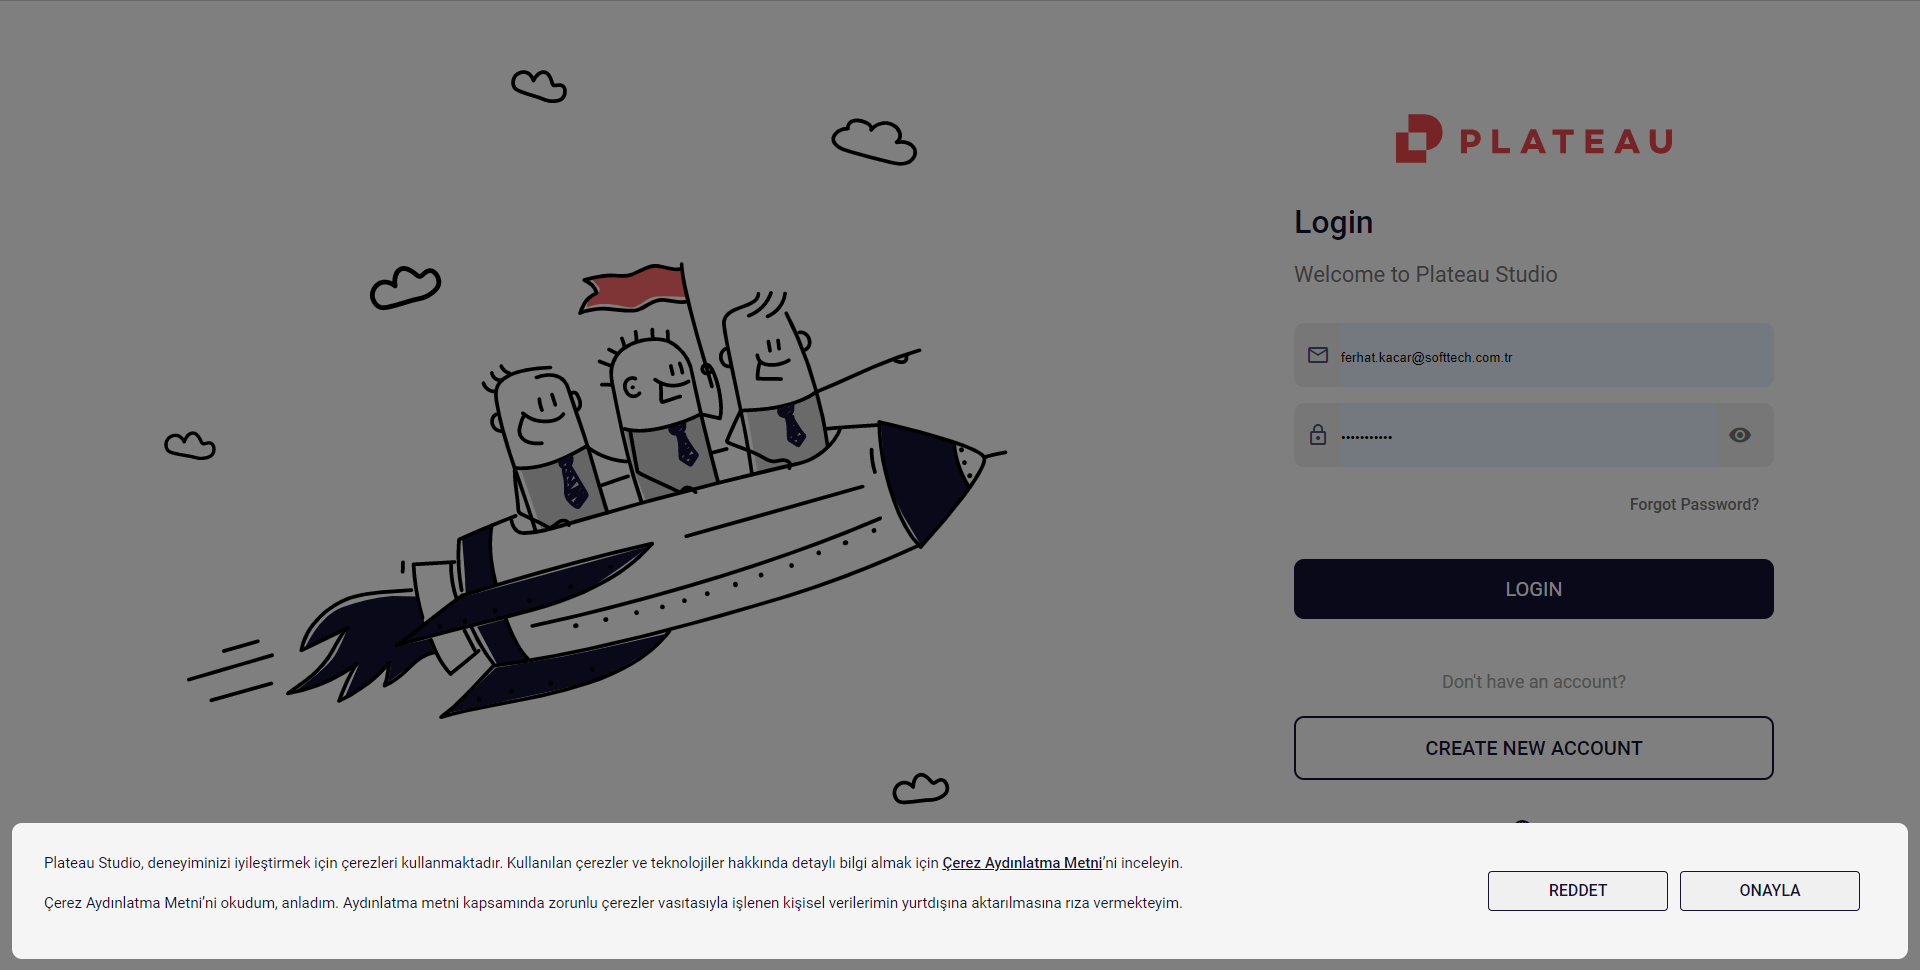 PLATEAU
Login
Welcome to Plateau Studio
ferhat.kacar@softtech.com.tr
•••••••••••
Forgot Password?
LOGIN
Don't have an account?
CREATE NEW ACCOUNT
Plateau Studio, deneyiminizi iyileştirmek için çerezleri kullanmaktadır. Kullanılan çerezler ve teknolojiler hakkında detaylı bilgi almak için Çerez Aydınlatma Metni’ni inceleyin.
Çerez Aydınlatma Metni’ni okudum, anladım. Aydınlatma metni kapsamında zorunlu çerezler vasıtasıyla işlenen kişisel verilerimin yurtdışına aktarılmasına rıza vermekteyim.
REDDET
ONAYLA